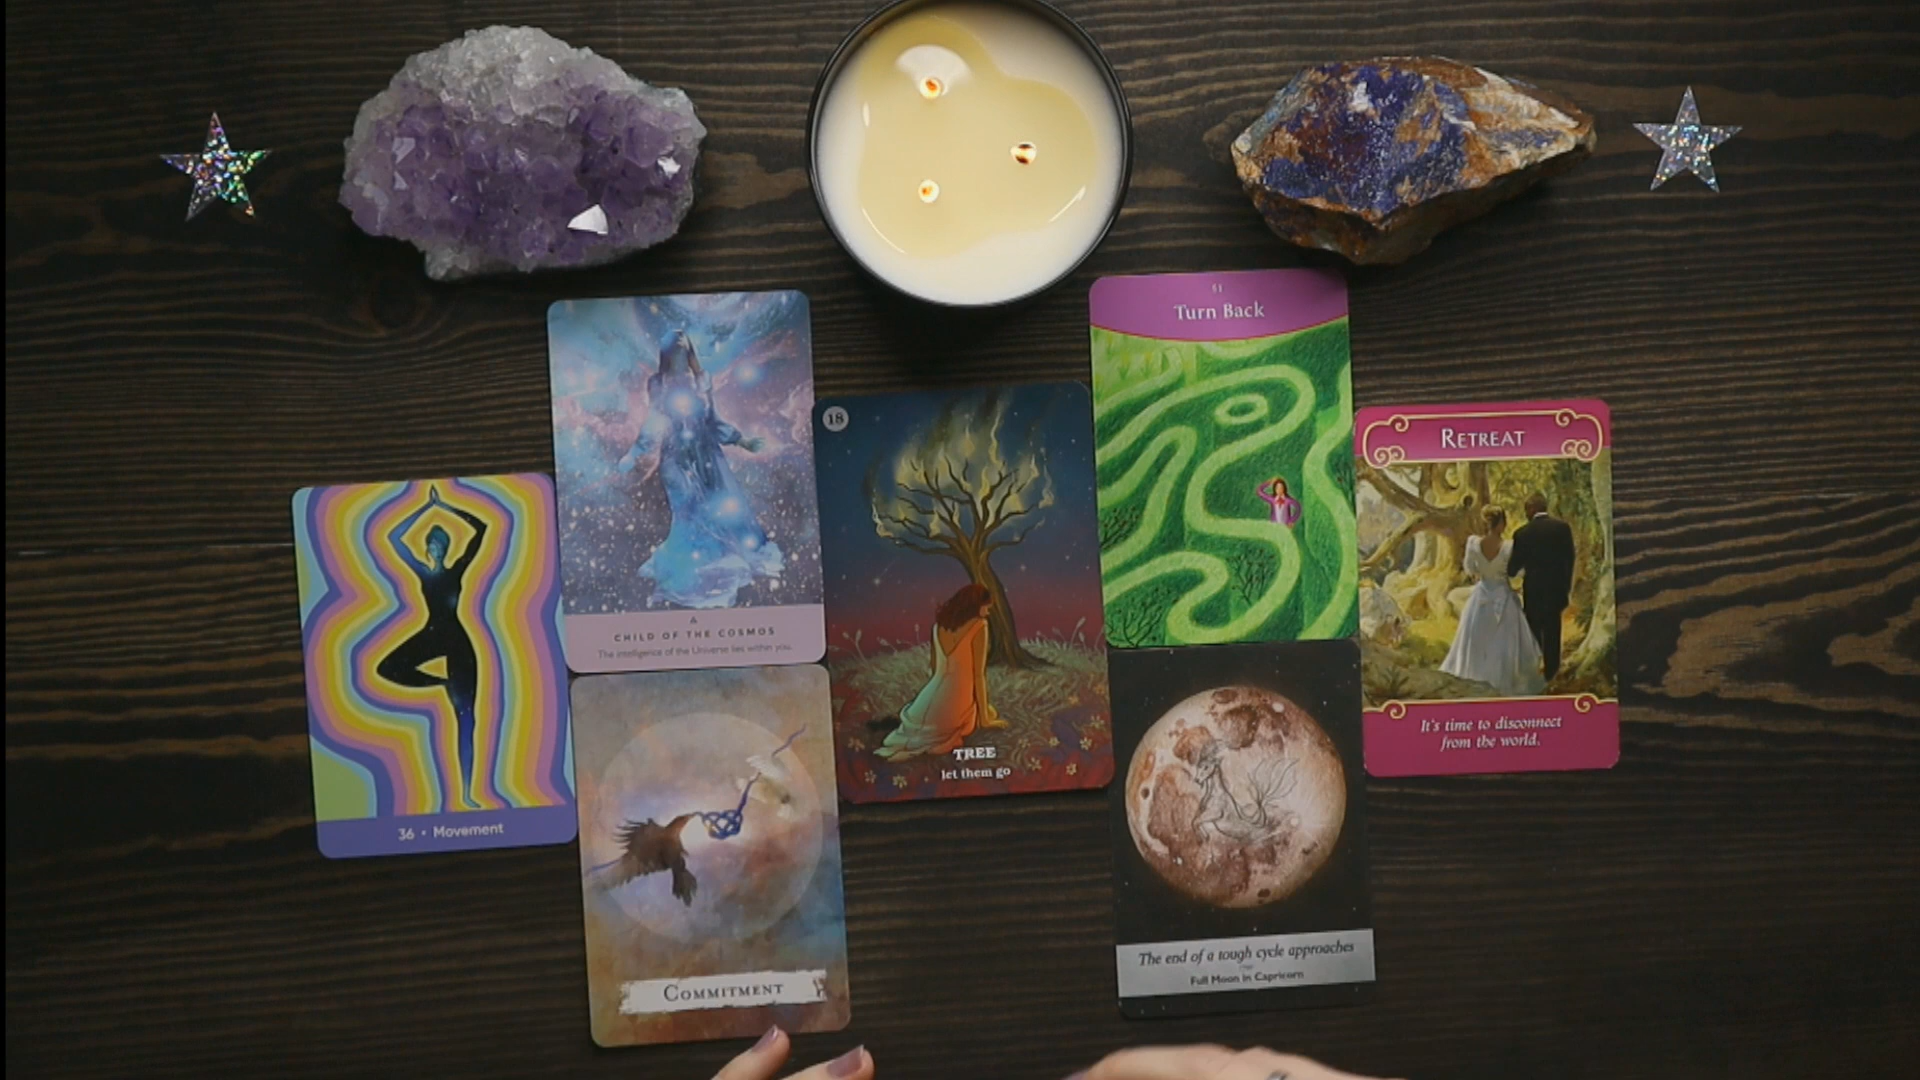 51
Turn Back
RETREAT
18
CHILD OF THE COSMOS
The intelligence of the Universe lies within you.
It's time to disconnect
from the world.
TREE
let them go
36 • Movement
The end of a tough cycle approaches
Full Moon in Capricorn
COMMITMENT